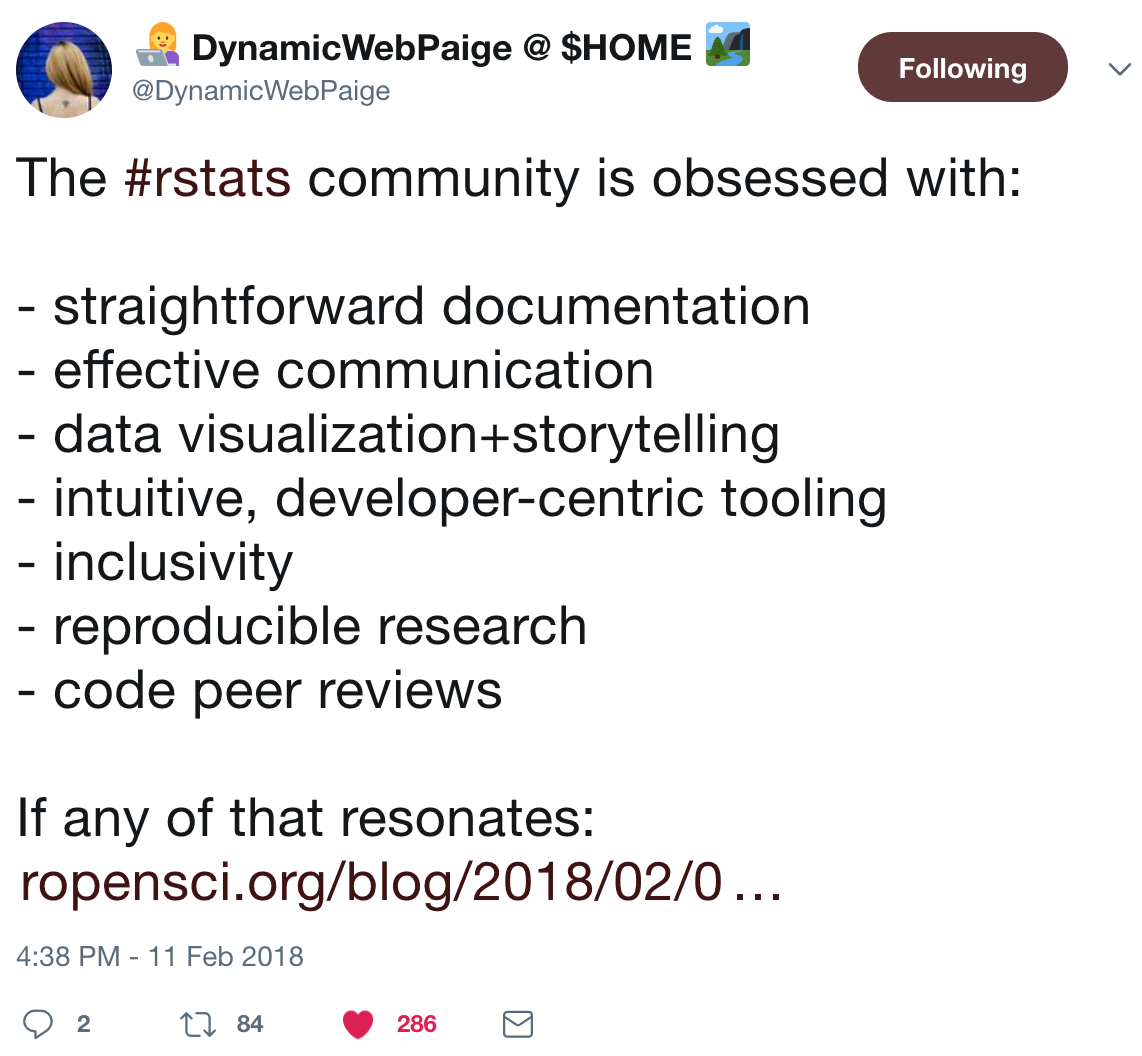 DynamicWebPaige @ $HOME
@DynamicWebPaige
Following
The #rstats community is obsessed with:
- straightforward documentation
- effective communication
- data visualization+storytelling
- intuitive, developer-centric tooling
- inclusivity
- reproducible research
- code peer reviews
If any of that resonates:
ropensci.org/blog/2018/02/0…
4:38 PM - 11 Feb 2018
2 84 286